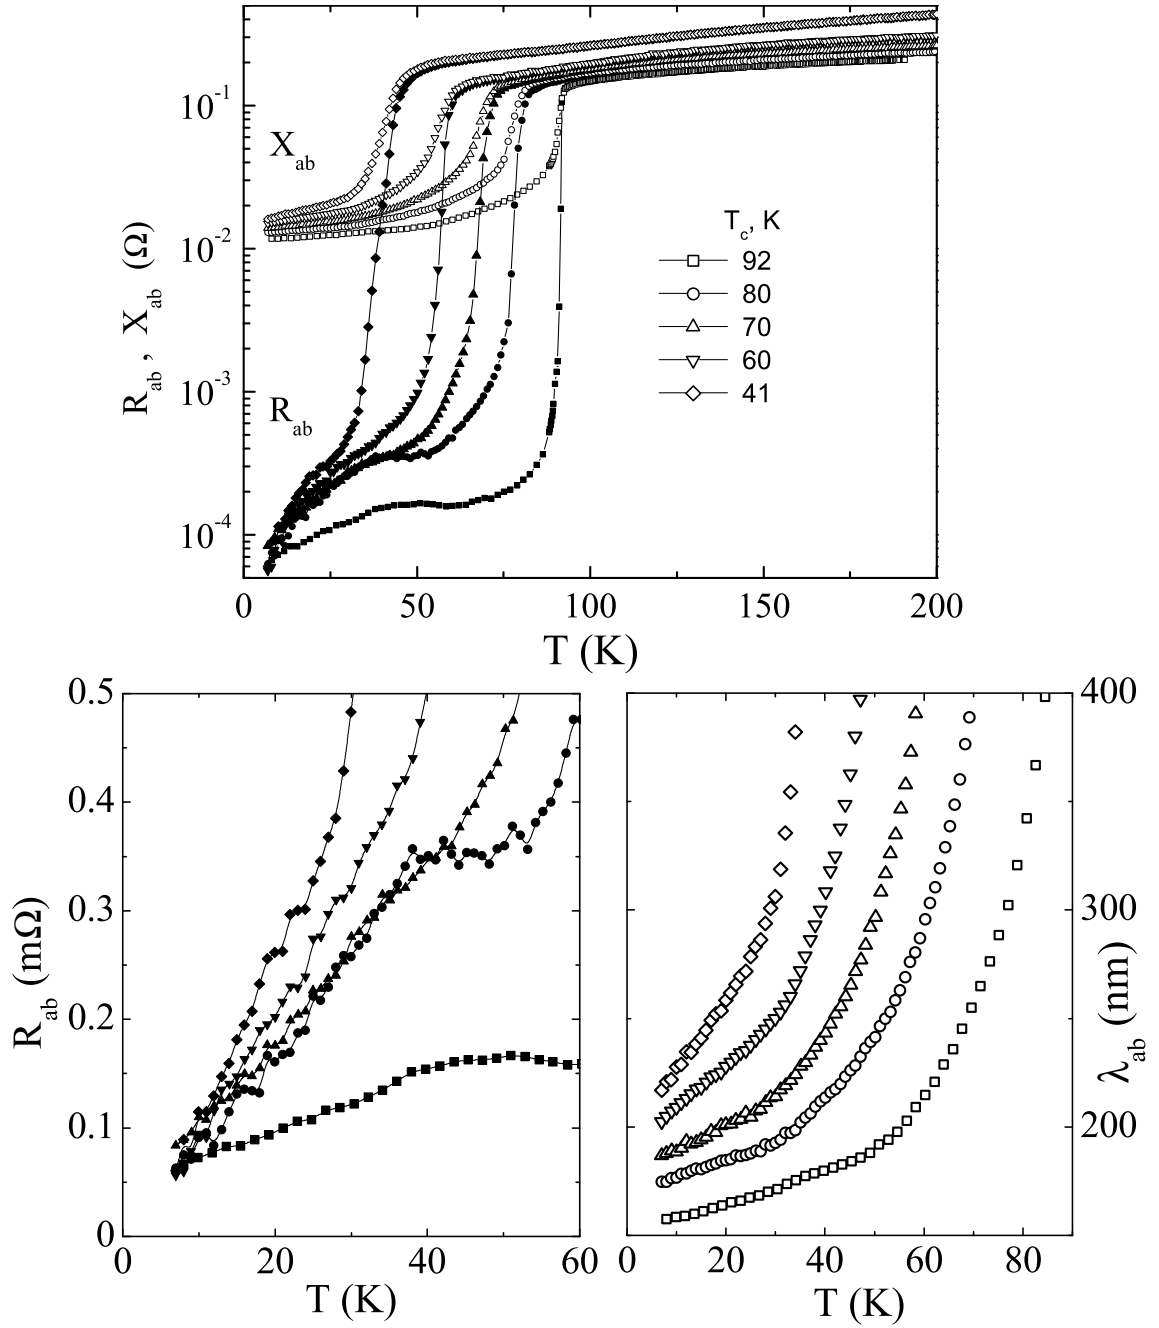 10⁻¹
10⁻²
10⁻³
10⁻⁴
R_ab , X_ab (Ω)
X_ab
R_ab
T_c, K
92
80
70
60
41
0 50 100 150 200
T (K)
0.5
0.4
0.3
0.2
0.1
0
R_ab (mΩ)
0 20 40 60
T (K)
400
300
200
λ_ab (nm)
0 20 40 60 80
T (K)